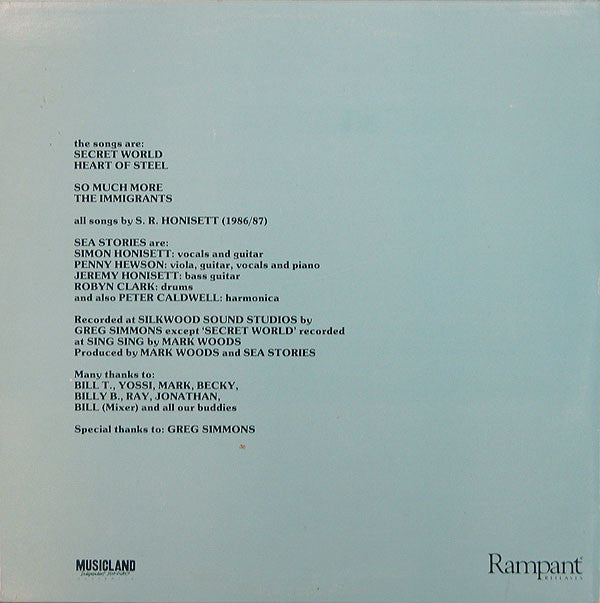 the songs are:
SECRET WORLD
HEART OF STEEL
SO MUCH MORE
THE IMMIGRANTS
all songs by S. R. HONISETT (1986/87)
SEA STORIES are:
SIMON HONISETT: vocals and guitar
PENNY HEWSON: viola, guitar, vocals and piano
JEREMY HONISETT: bass guitar
ROBYN CLARK: drums
and also PETER CALDWELL: harmonica
Recorded at SILKWOOD SOUND STUDIOS by
GREG SIMMONS except 'SECRET WORLD' recorded
at SING SING by MARK WOODS
Produced by MARK WOODS and SEA STORIES
Many thanks to:
BILL T., YOSSI, MARK, BECKY,
BILLY B., RAY, JONATHAN,
BILL (Mixer) and all our buddies
Special thanks to: GREG SIMMONS
MUSICLAND
Rampant
RELEASES